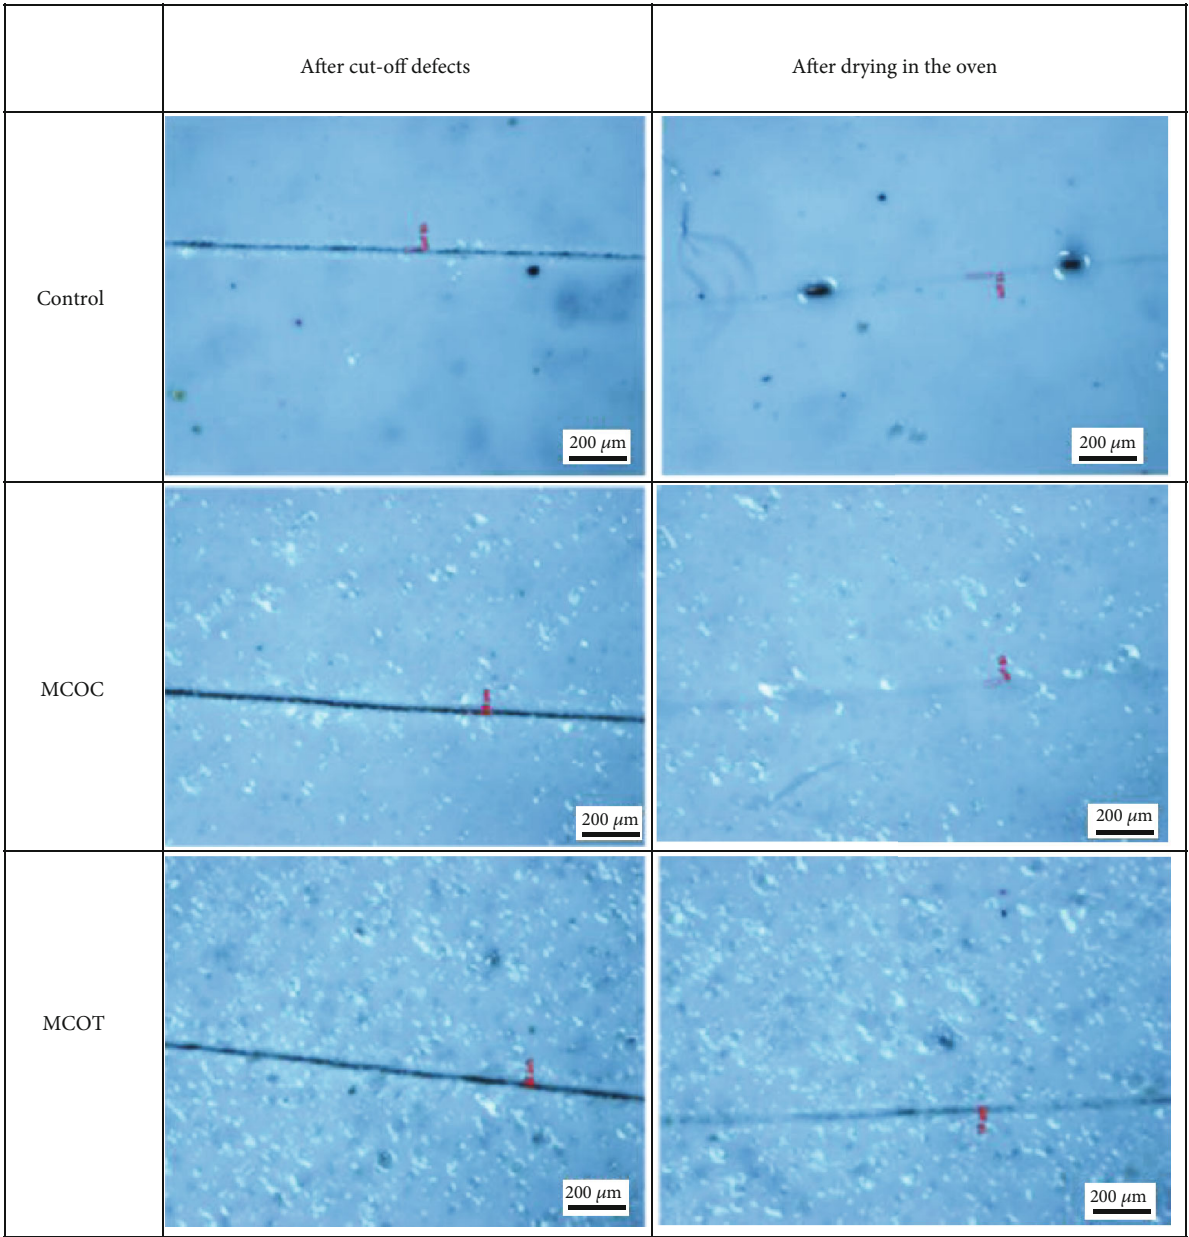 After cut-off defects
After drying in the oven
Control
200 μm
200 μm
MCOC
200 μm
200 μm
MCOT
200 μm
200 μm